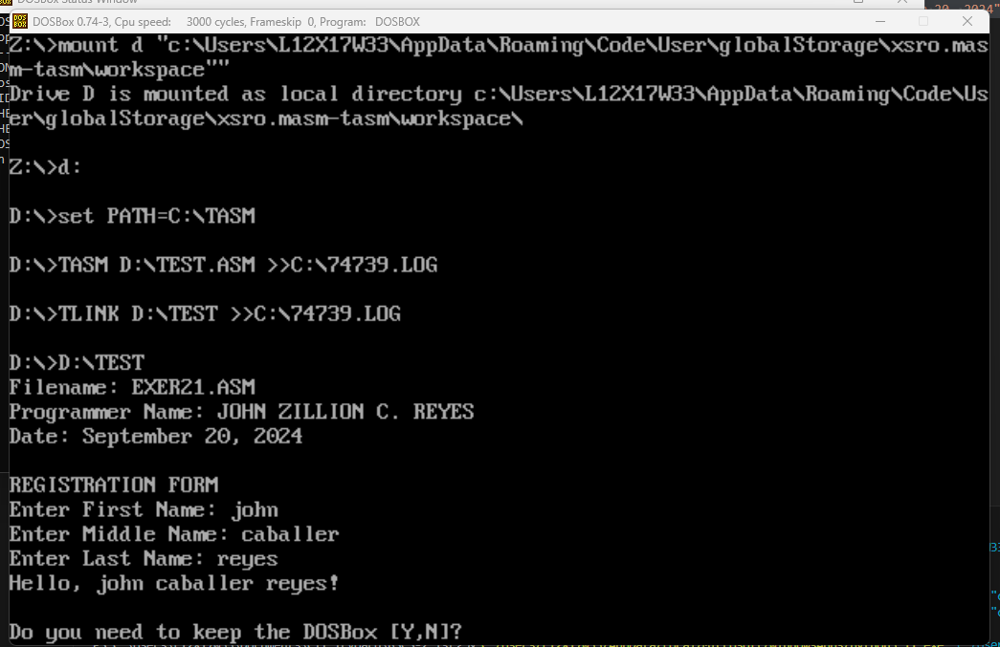 DOSBox Status Window
DOSBox 0.74-3, Cpu speed: 3000 cycles, Frameskip 0, Program: DOSBOX
Z:\>mount d "c:\Users\L12X17W33\AppData\Roaming\Code\User\globalStorage\xsro.mas
m-tasm\workspace""
Drive D is mounted as local directory c:\Users\L12X17W33\AppData\Roaming\Code\Us
er\globalStorage\xsro.masm-tasm\workspace\
Z:\>d:
D:\>set PATH=C:\TASM
D:\>TASM D:\TEST.ASM >>C:\74739.LOG
D:\>TLINK D:\TEST >>C:\74739.LOG
D:\>D:\TEST
Filename: EXER21.ASM
Programmer Name: JOHN ZILLION C. REYES
Date: September 20, 2024
REGISTRATION FORM
Enter First Name: john
Enter Middle Name: caballer
Enter Last Name: reyes
Hello, john caballer reyes!
Do you need to keep the DOSBox [Y,N]?